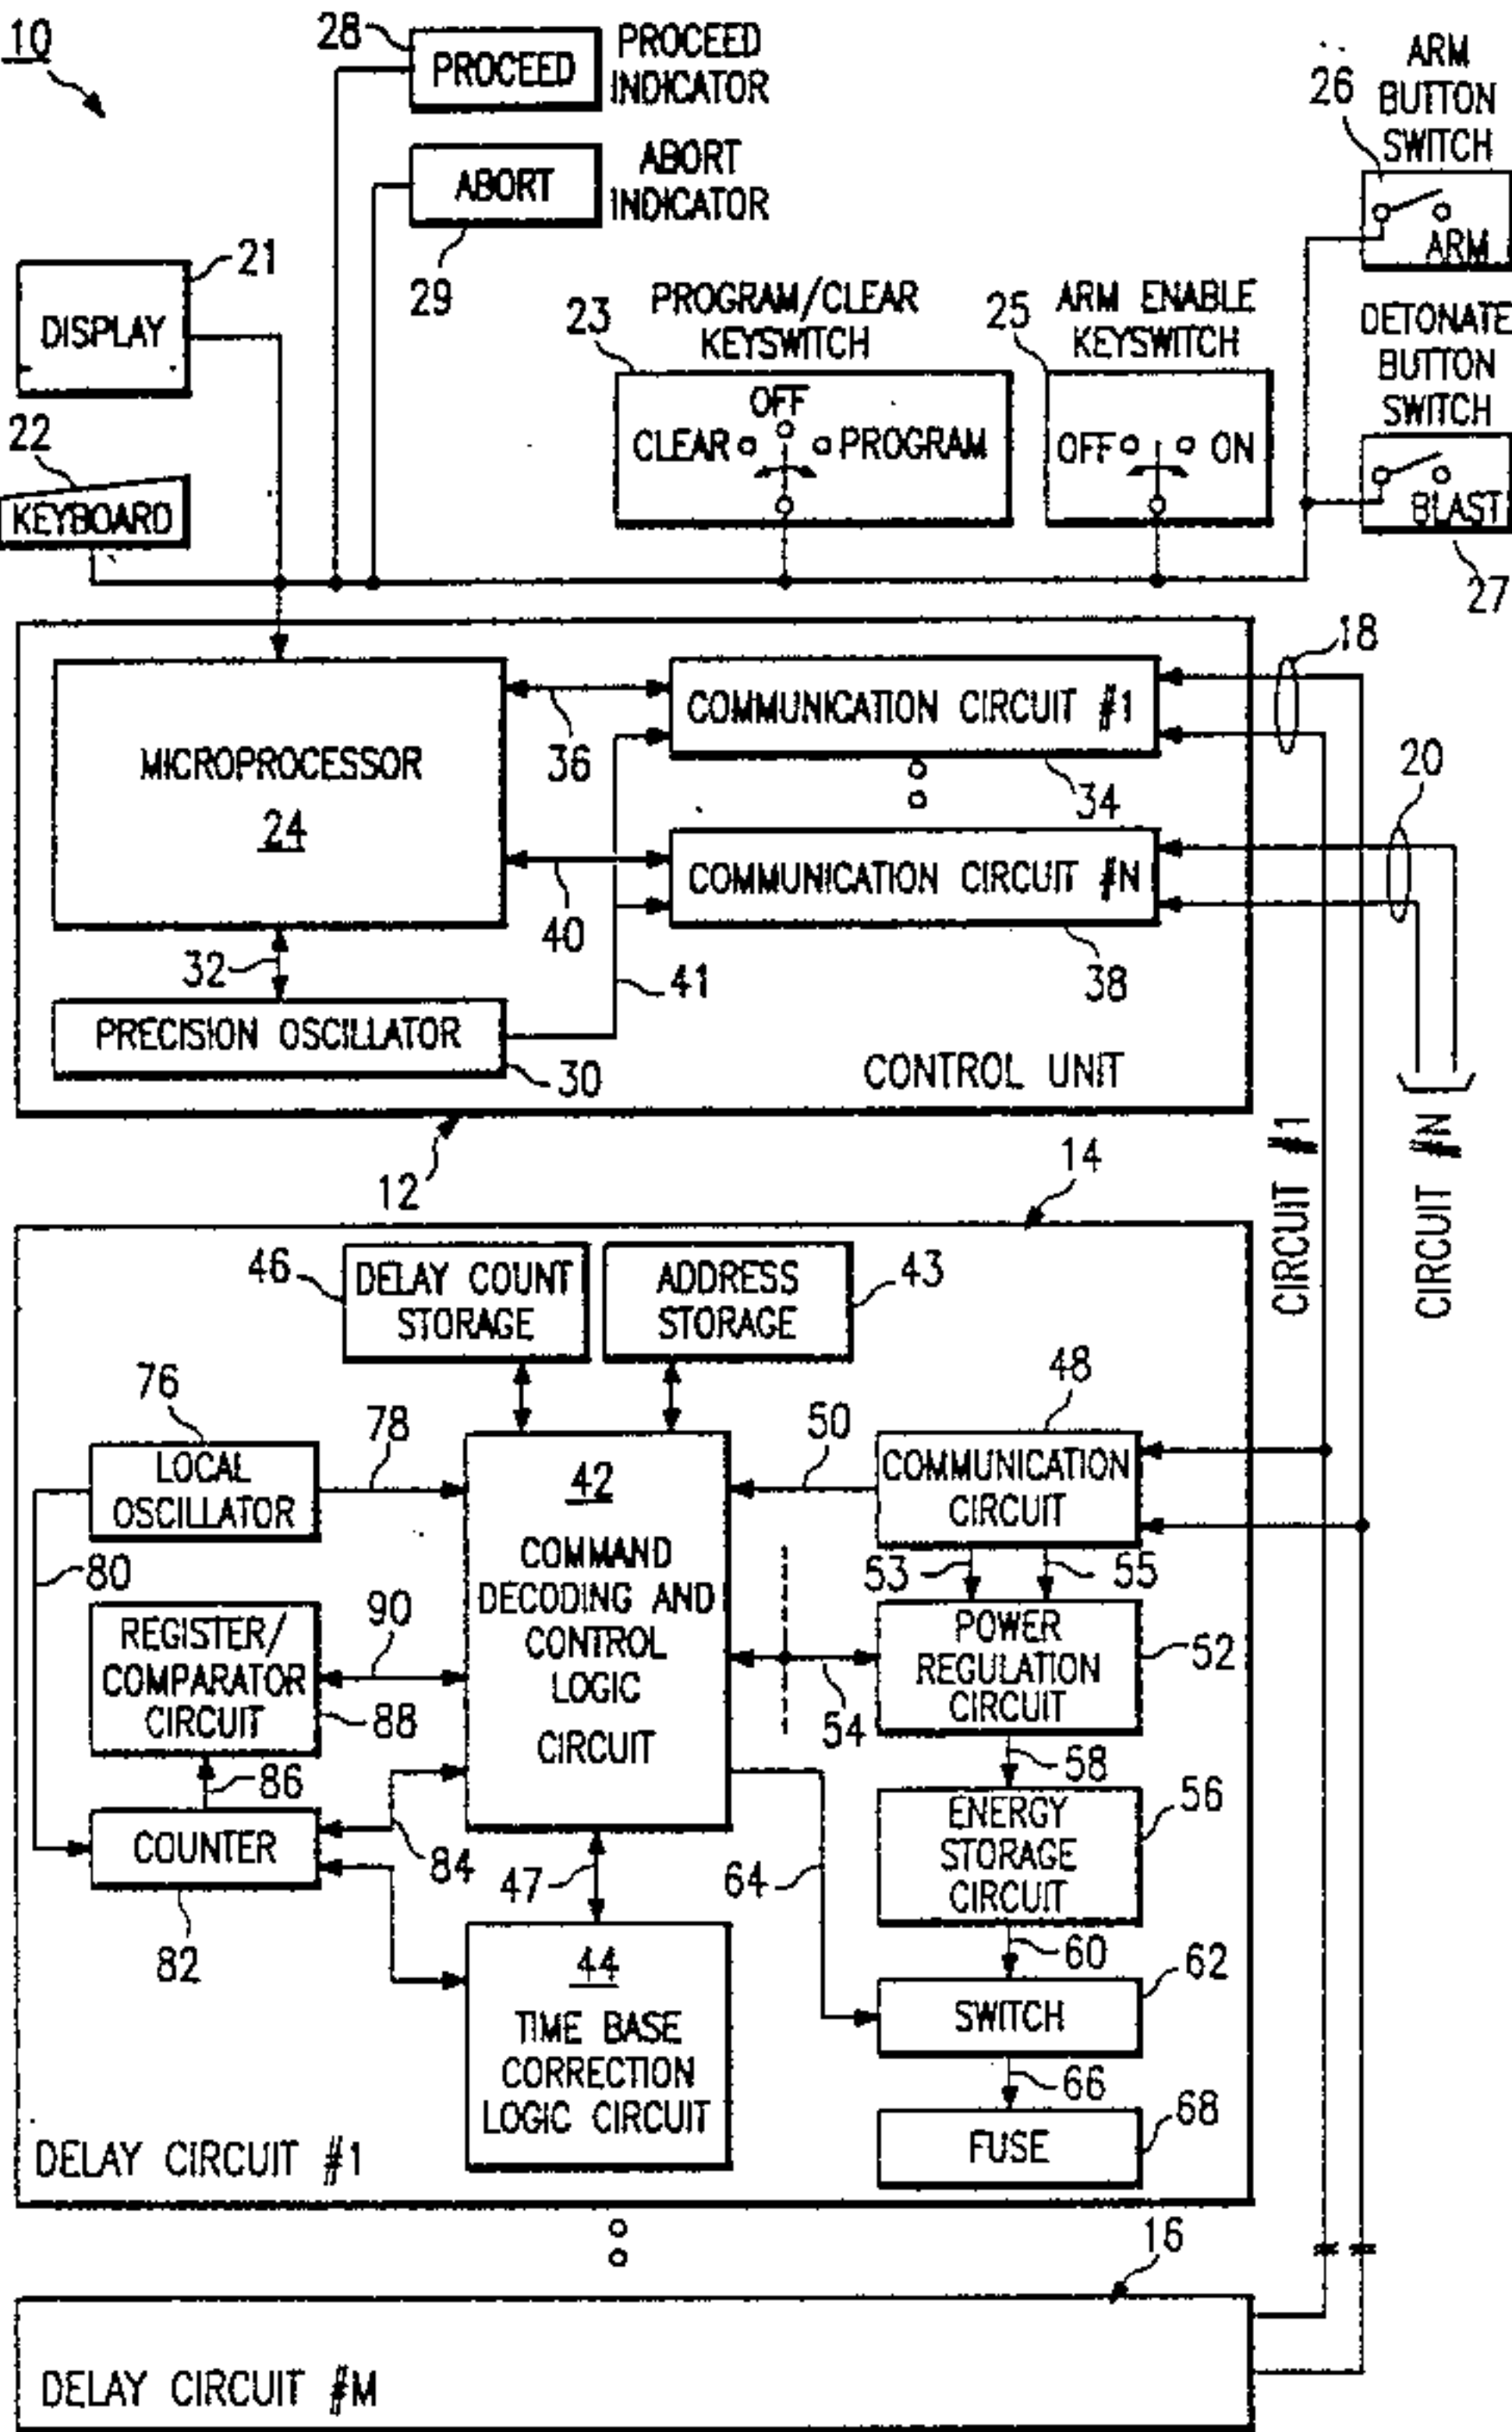 10
28
PROCEED
PROCEED
INDICATOR
ABORT
29
ABORT
INDICATOR
26
ARM
BUTTON
SWITCH
ARM
21
DISPLAY
22
KEYBOARD
23
PROGRAM/CLEAR
KEYSWITCH
OFF
CLEAR
PROGRAM
25
ARM ENABLE
KEYSWITCH
OFF
ON
DETONATE
BUTTON
SWITCH
BLAST
27
MICROPROCESSOR
24
36
COMMUNICATION CIRCUIT #1
34
18
40
COMMUNICATION CIRCUIT #N
38
20
32
41
PRECISION OSCILLATOR
30
CONTROL UNIT
12
CIRCUIT #1
CIRCUIT #N
14
46
DELAY COUNT
STORAGE
ADDRESS
STORAGE
43
76
LOCAL
OSCILLATOR
78
42
COMMAND
DECODING AND
CONTROL
LOGIC
CIRCUIT
50
48
COMMUNICATION
CIRCUIT
80
53
55
REGISTER/
COMPARATOR
CIRCUIT
90
88
54
POWER
REGULATION
CIRCUIT
52
86
58
COUNTER
82
84
47
64
ENERGY
STORAGE
CIRCUIT
56
60
44
TIME BASE
CORRECTION
LOGIC CIRCUIT
SWITCH
62
66
FUSE
68
DELAY CIRCUIT #1
16
DELAY CIRCUIT #M